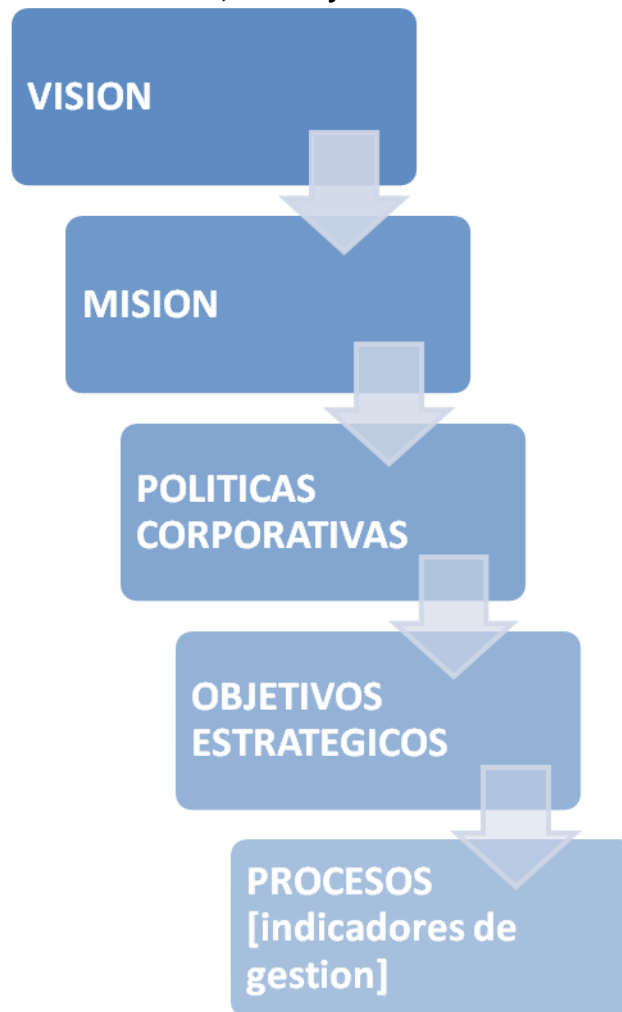 VISION
MISION
POLITICAS
CORPORATIVAS
OBJETIVOS
ESTRATEGICOS
PROCESOS
[indicadores de
gestion]